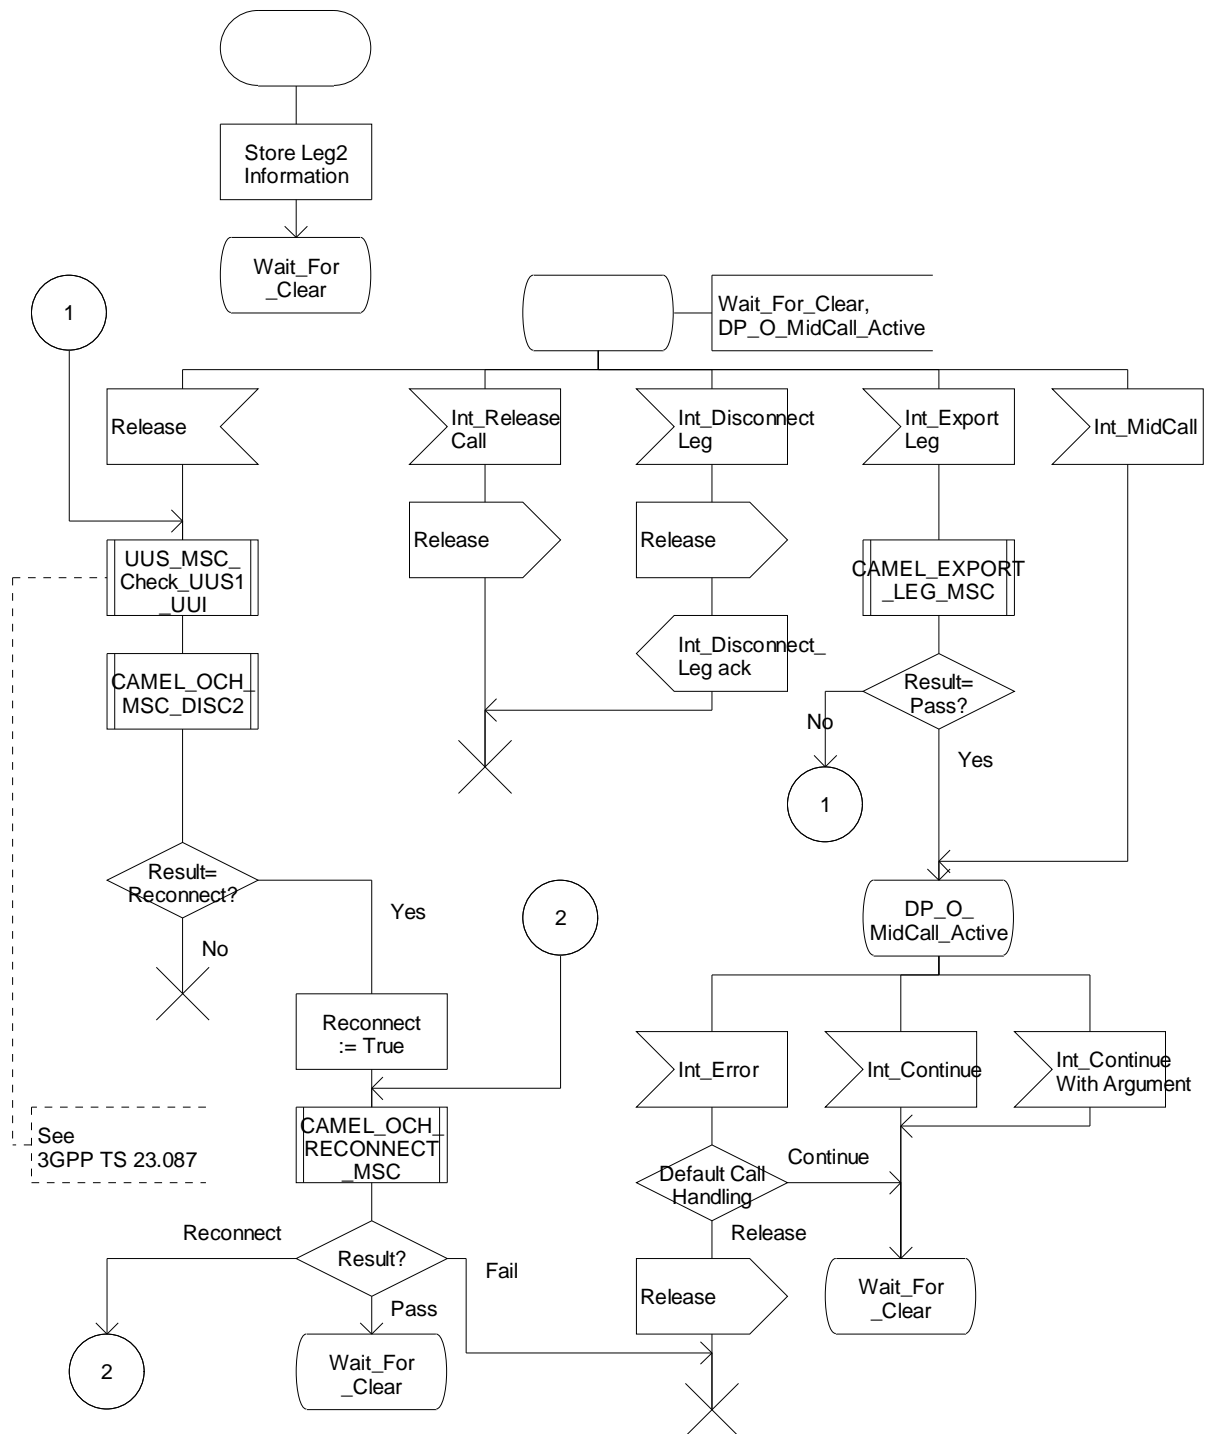 Store Leg2
Information
Wait_For
_Clear
1
Wait_For_Clear,
DP_O_MidCall_Active
Release
Int_Release
Call
Int_Disconnect
Leg
Int_Export
Leg
Int_MidCall
Release
Release
UUS_MSC_
Check_UUS1
_UUI
CAMEL_EXPORT
_LEG_MSC
Int_Disconnect_
Leg ack
CAMEL_OCH_
MSC_DISC2
Result=
Pass?
No
Yes
1
Result=
Reconnect?
Yes
No
2
DP_O_
MidCall_Active
Reconnect
:= True
Int_Error
Int_Continue
Int_Continue
With Argument
See
3GPP TS 23.087
CAMEL_OCH_
RECONNECT
_MSC
Default Call
Handling
Continue
Release
Reconnect
Result?
Fail
Pass
Release
Wait_For
_Clear
2
Wait_For
_Clear